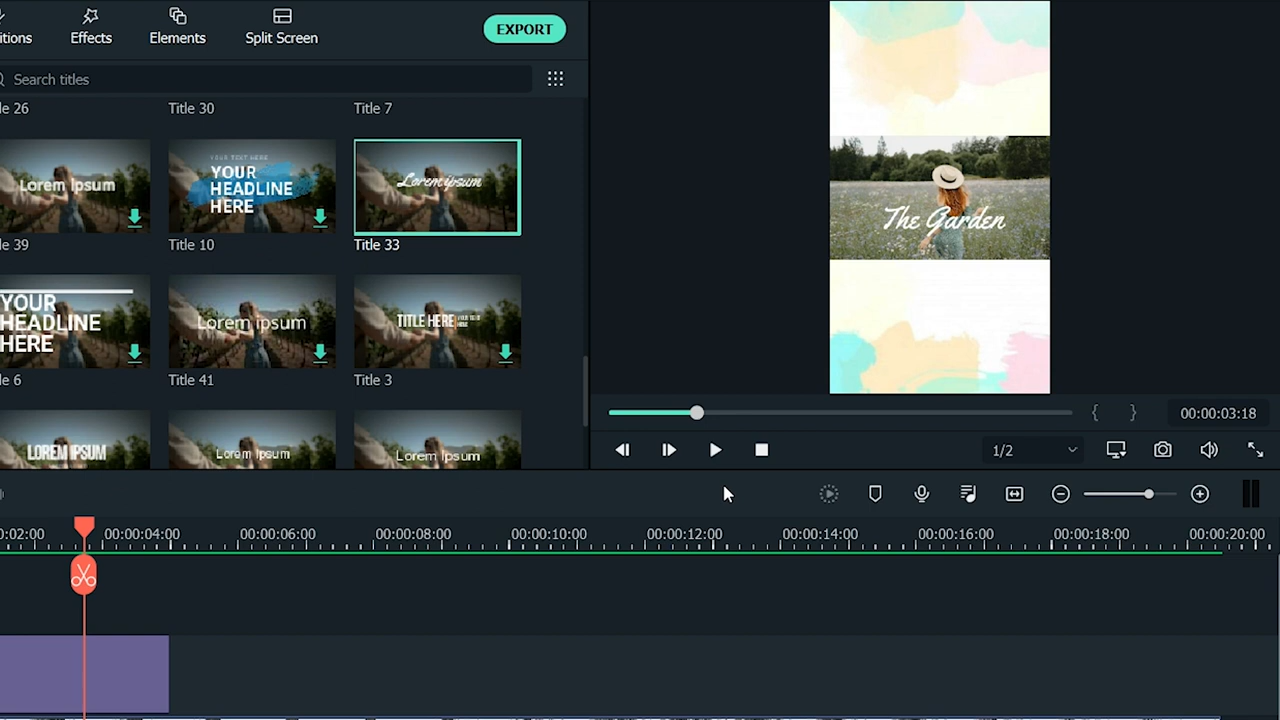 itions
Effects
Elements
Split Screen
EXPORT
Search titles
le 26
Title 30
Title 7
Lorem Ipsum
YOUR TEXT HERE
YOUR
HEADLINE
HERE
Lorem ipsum
le 39
Title 10
Title 33
YOUR
HEADLINE
HERE
Lorem ipsum
TITLE HERE
le 6
Title 41
Title 3
LOREM IPSUM
Lorem ipsum
Lorem ipsum
The Garden
{ }
00:00:03:18
1/2
0:02:00
00:00:04:00
00:00:06:00
00:00:08:00
00:00:10:00
00:00:12:00
00:00:14:00
00:00:16:00
00:00:18:00
00:00:20:00